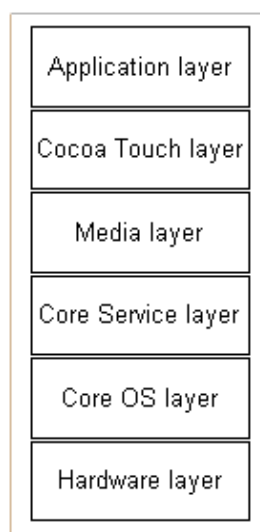 Application layer
Cocoa Touch layer
Media layer
Core Service layer
Core OS layer
Hardware layer